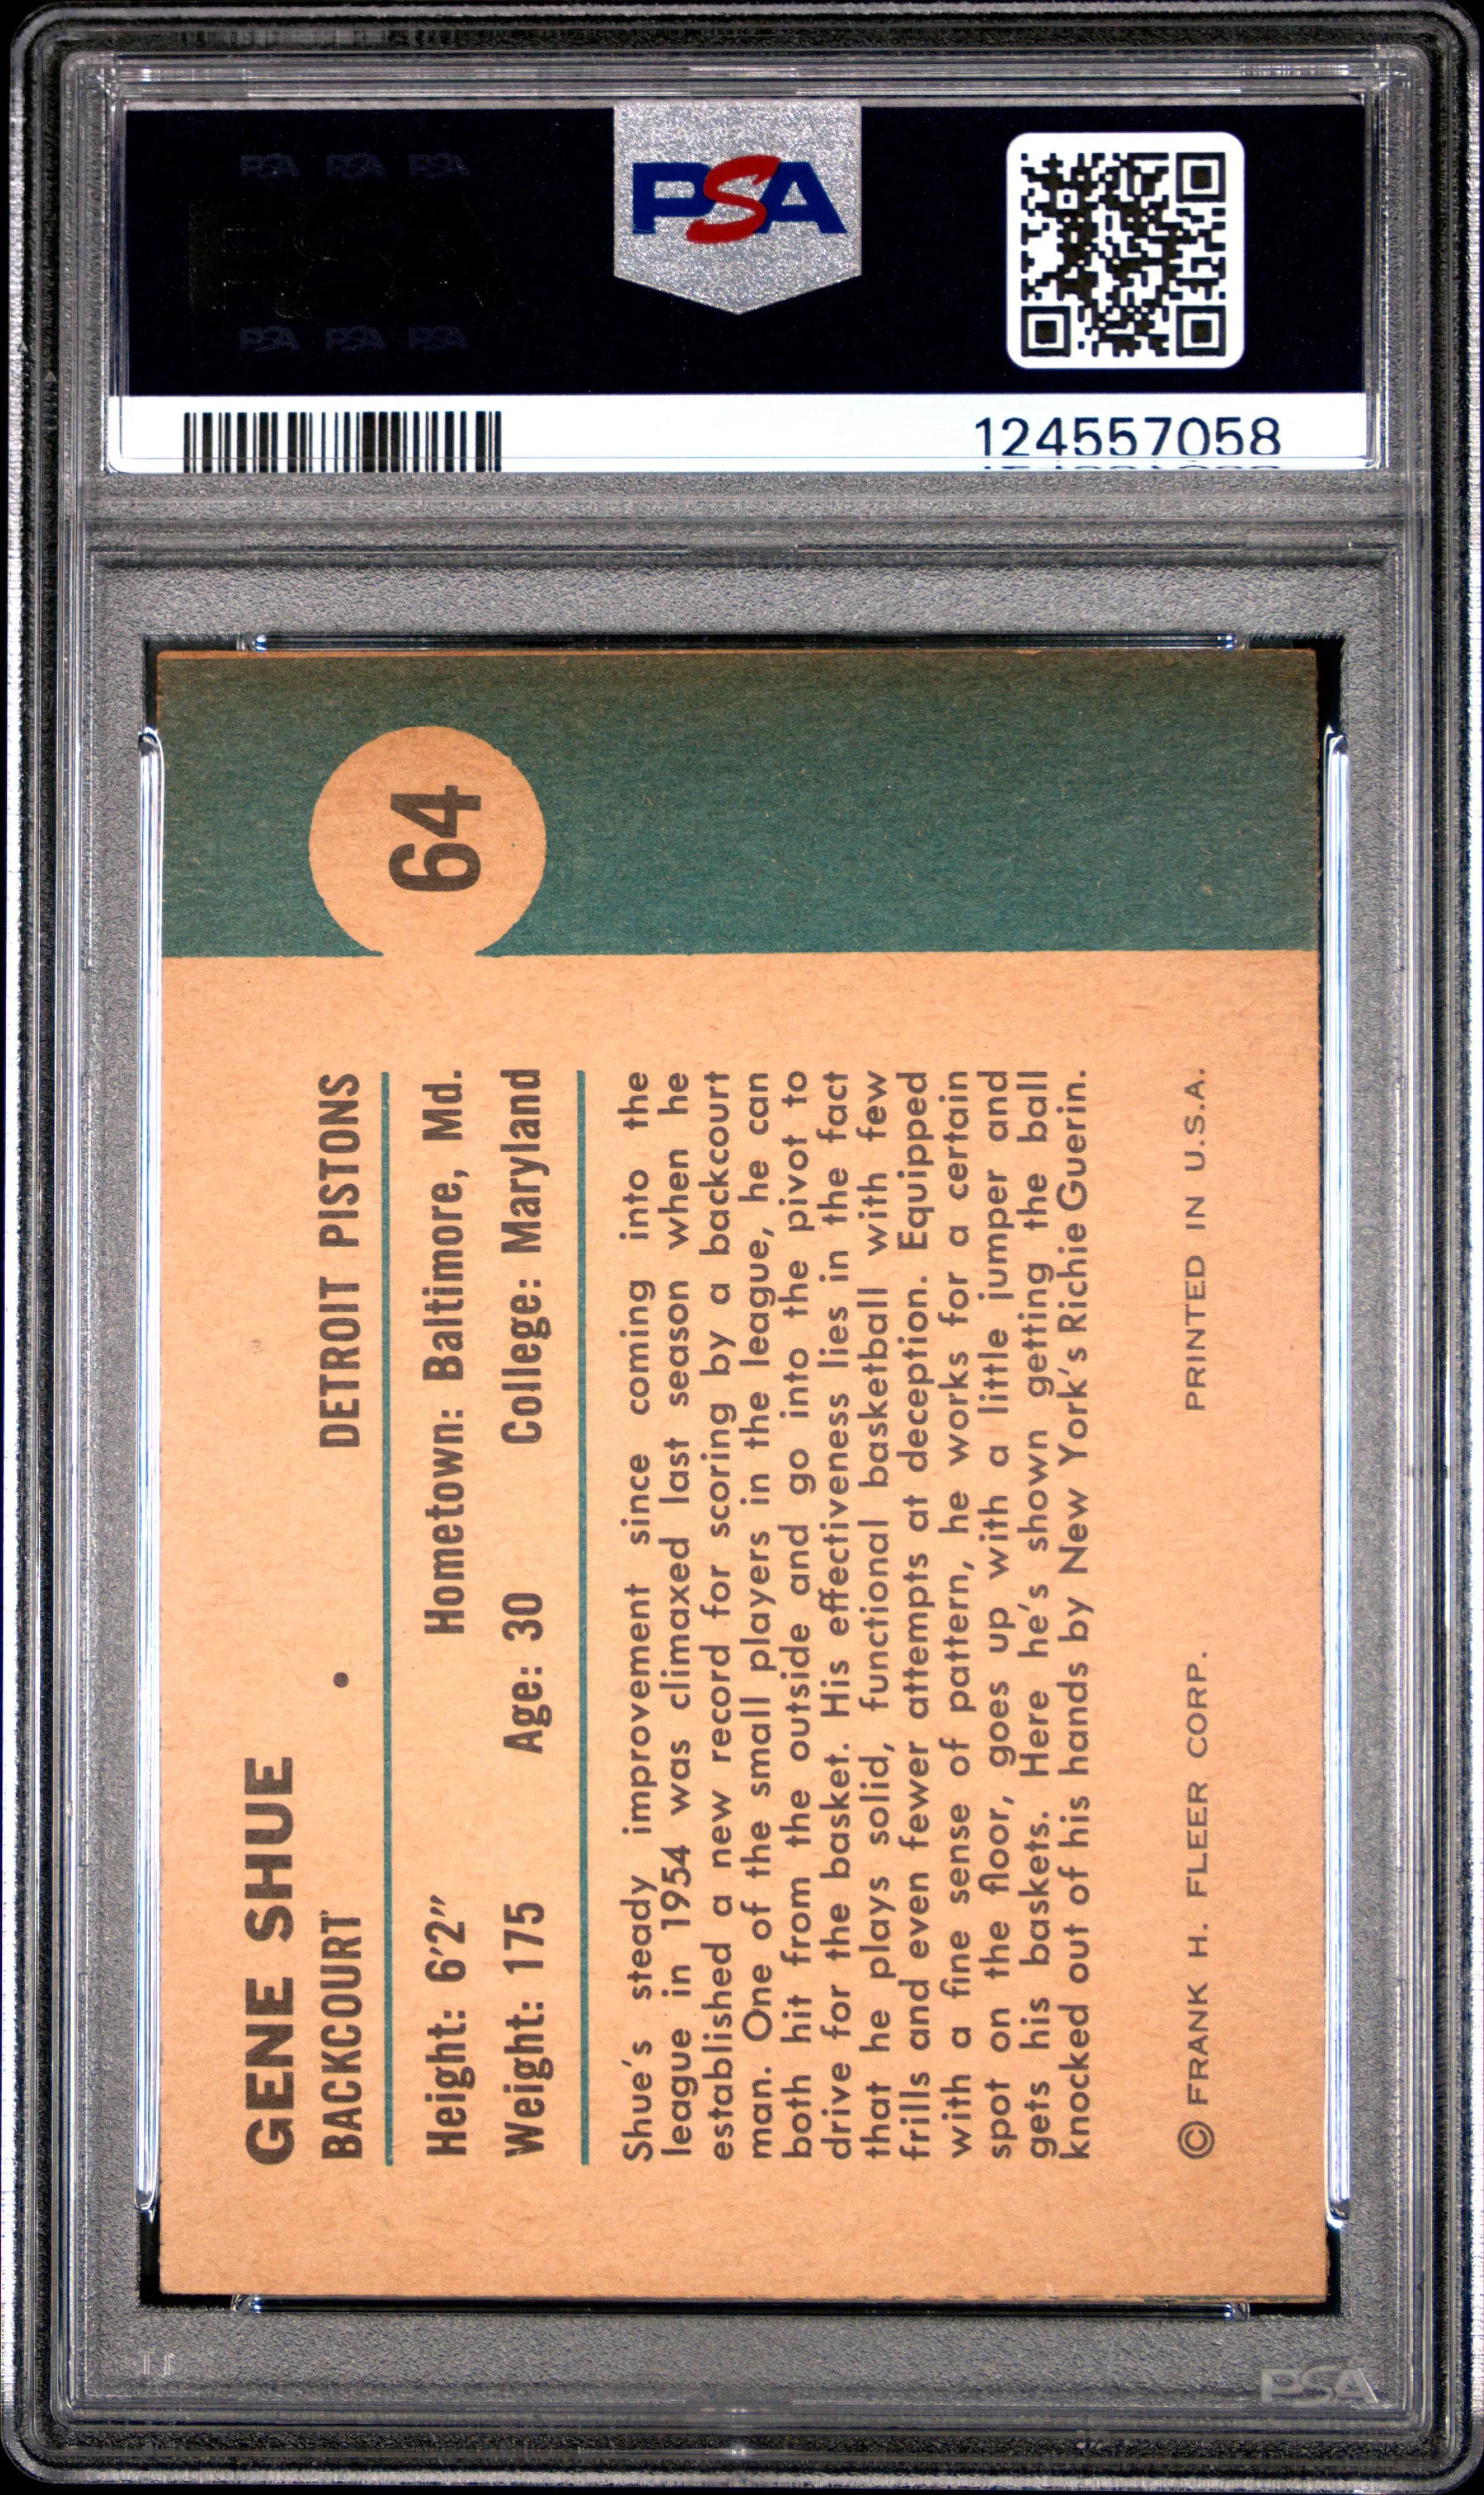 PSA PSA PSA
PSA
PSA PSA PSA
PSA
124557058
64
GENE SHUE
BACKCOURT • DETROIT PISTONS
Height: 6'2" Hometown: Baltimore, Md.
Weight: 175 Age: 30 College: Maryland
Shue's steady improvement since coming into the
league in 1954 was climaxed last season when he
established a new record for scoring by a backcourt
man. One of the small players in the league, he can
both hit from the outside and go into the pivot to
drive for the basket. His effectiveness lies in the fact
that he plays solid, functional basketball with few
frills and even fewer attempts at deception. Equipped
with a fine sense of pattern, he works for a certain
spot on the floor, goes up with a little jumper and
gets his baskets. Here he's shown getting the ball
knocked out of his hands by New York's Richie Guerin.
© FRANK H. FLEER CORP. PRINTED IN U.S.A.
PSA